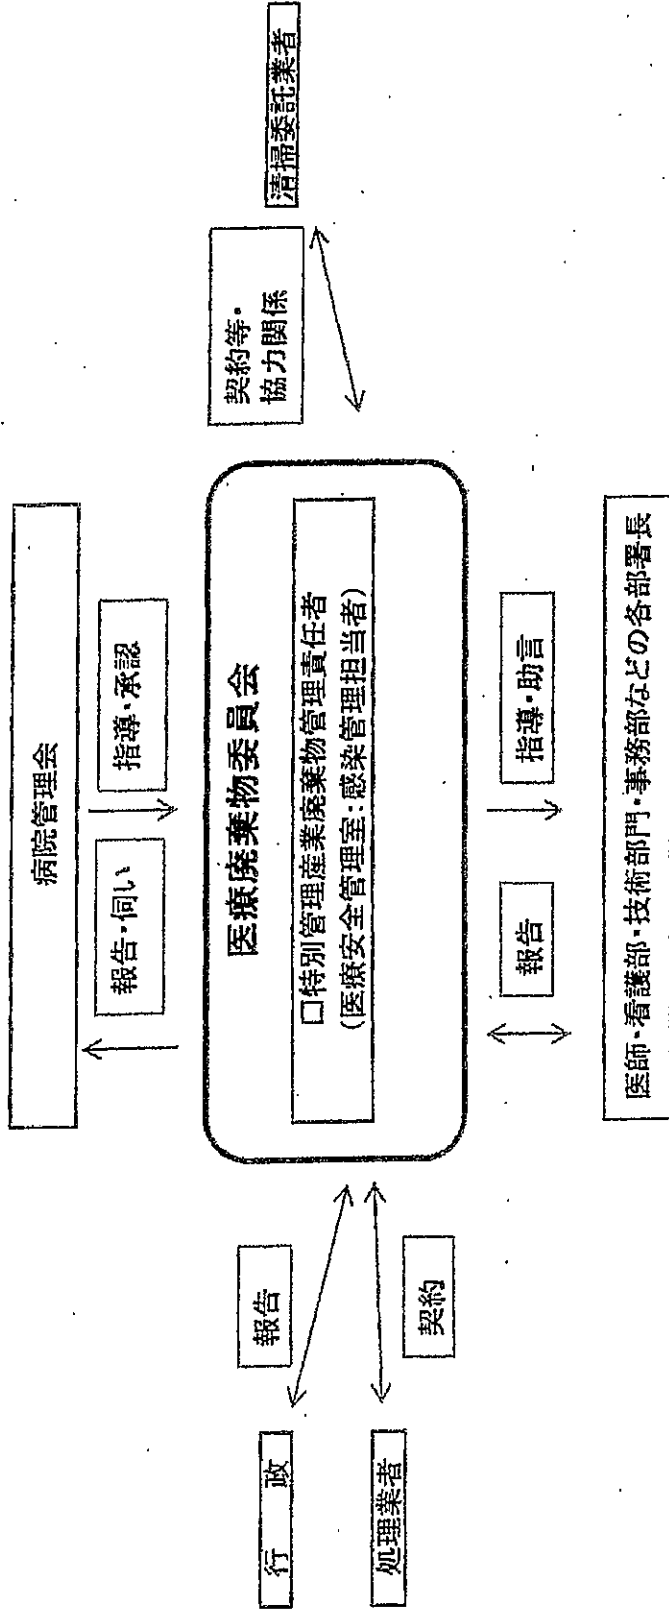 病院管理会
報告・伺い
指導・承認
医療廃棄物委員会
□特別管理産業廃棄物管理責任者
(医療安全管理室:感染管理担当者)
行　政
報告
処理業者
契約
契約等・
協力関係
清掃委託業者
報告
指導・助言
医師・看護部・技術部門・事務部などの各部署長